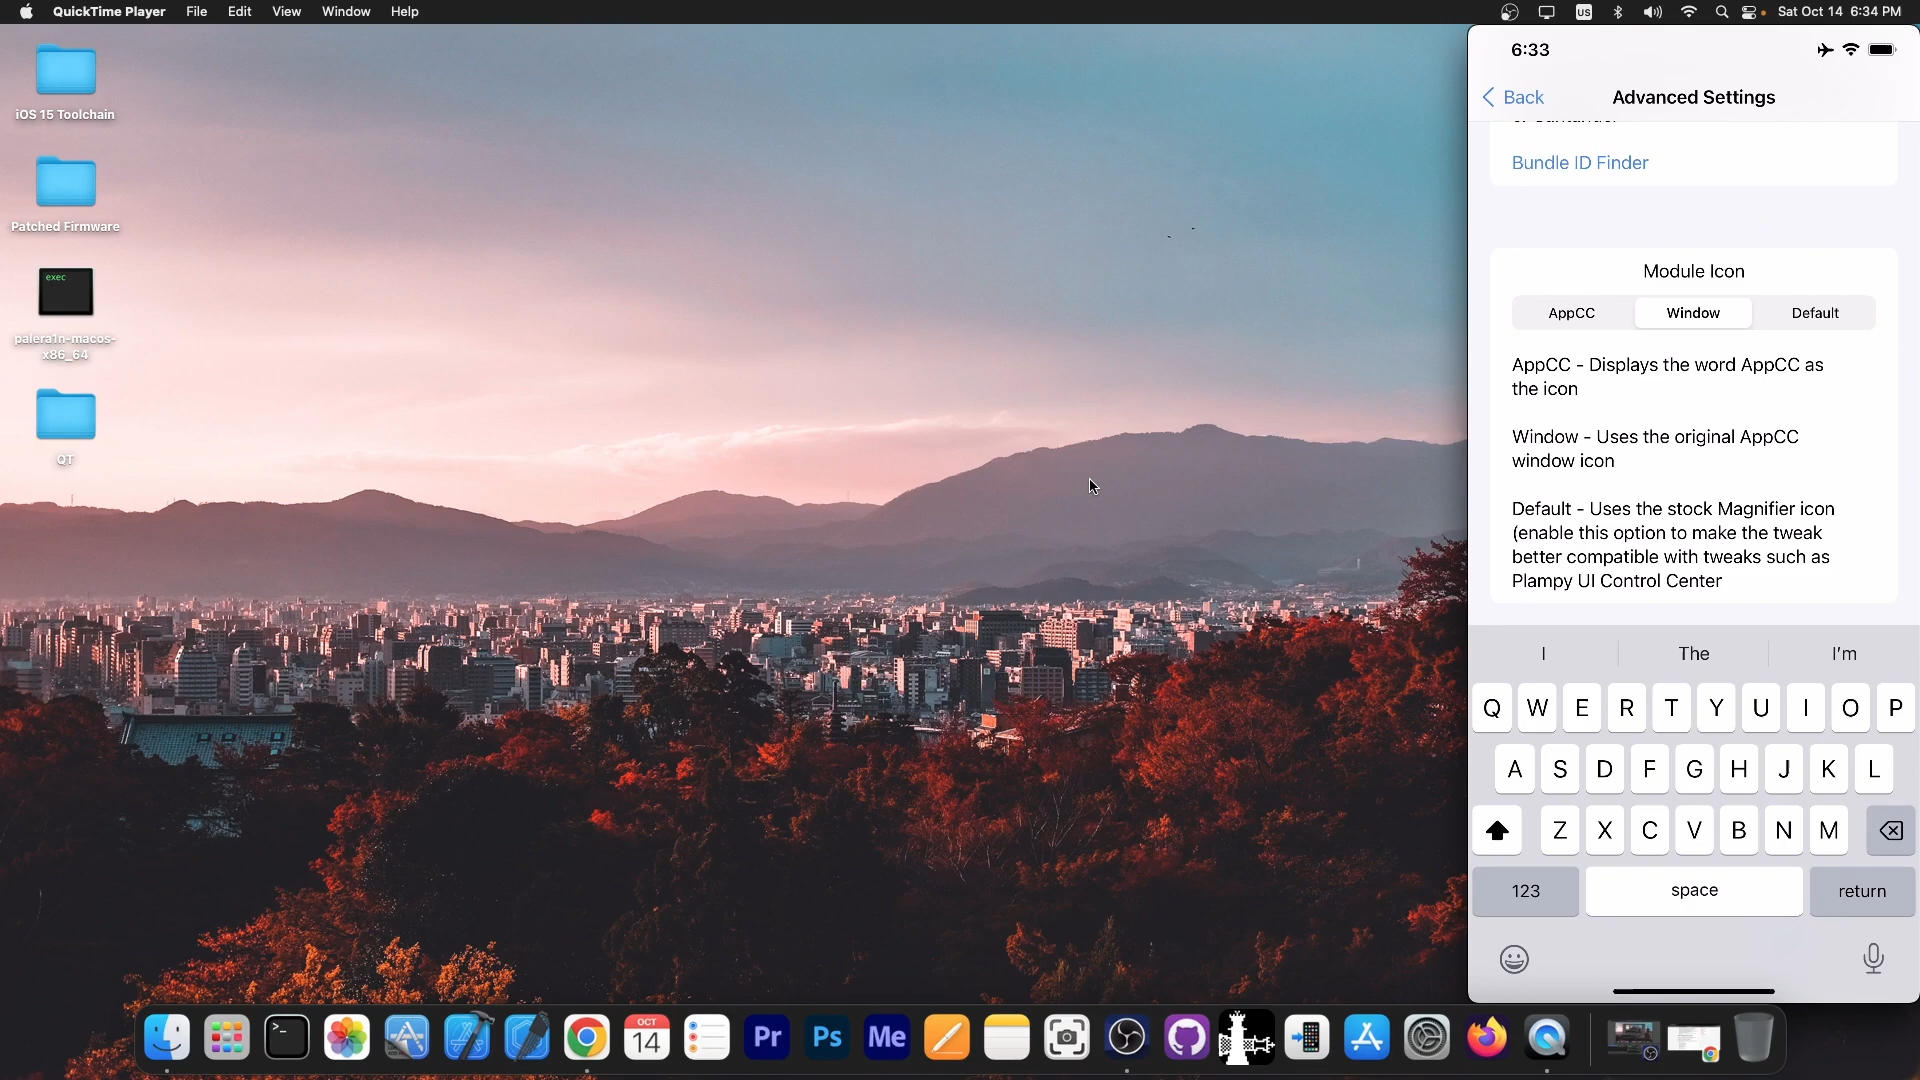 QuickTime Player File Edit View Window Help
US
Sat Oct 14 6:34 PM
iOS 15 Toolchain
Patched Firmware
exec
palera1n-macos-
x86_64
QT
6:33
Back
Advanced Settings
Bundle ID Finder
Module Icon
AppCC
Window
Default
AppCC - Displays the word AppCC as
the icon
Window - Uses the original AppCC
window icon
Default - Uses the stock Magnifier icon
(enable this option to make the tweak
better compatible with tweaks such as
Plampy UI Control Center
I
The
I'm
Q W E R T Y U I O P
A S D F G H J K L
Z X C V B N M
123
space
return
>_
OCT
14
Pr
Ps
Me